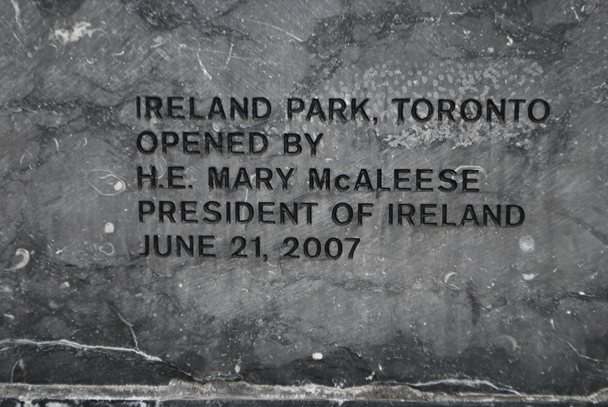 IRELAND PARK, TORONTO
OPENED BY
H.E. MARY McALEESE
PRESIDENT OF IRELAND
JUNE 21, 2007